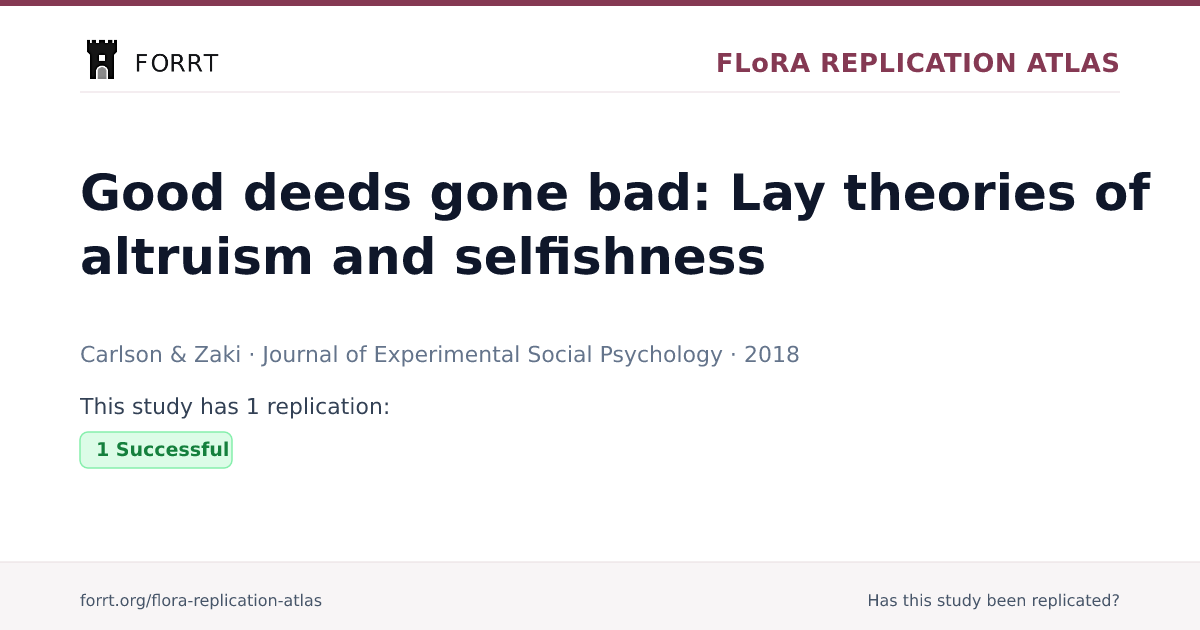 FORRT
FLoRA REPLICATION ATLAS
Good deeds gone bad: Lay theories of
altruism and selfishness
Carlson & Zaki · Journal of Experimental Social Psychology · 2018
This study has 1 replication:
1 Successful
forrt.org/flora-replication-atlas
Has this study been replicated?